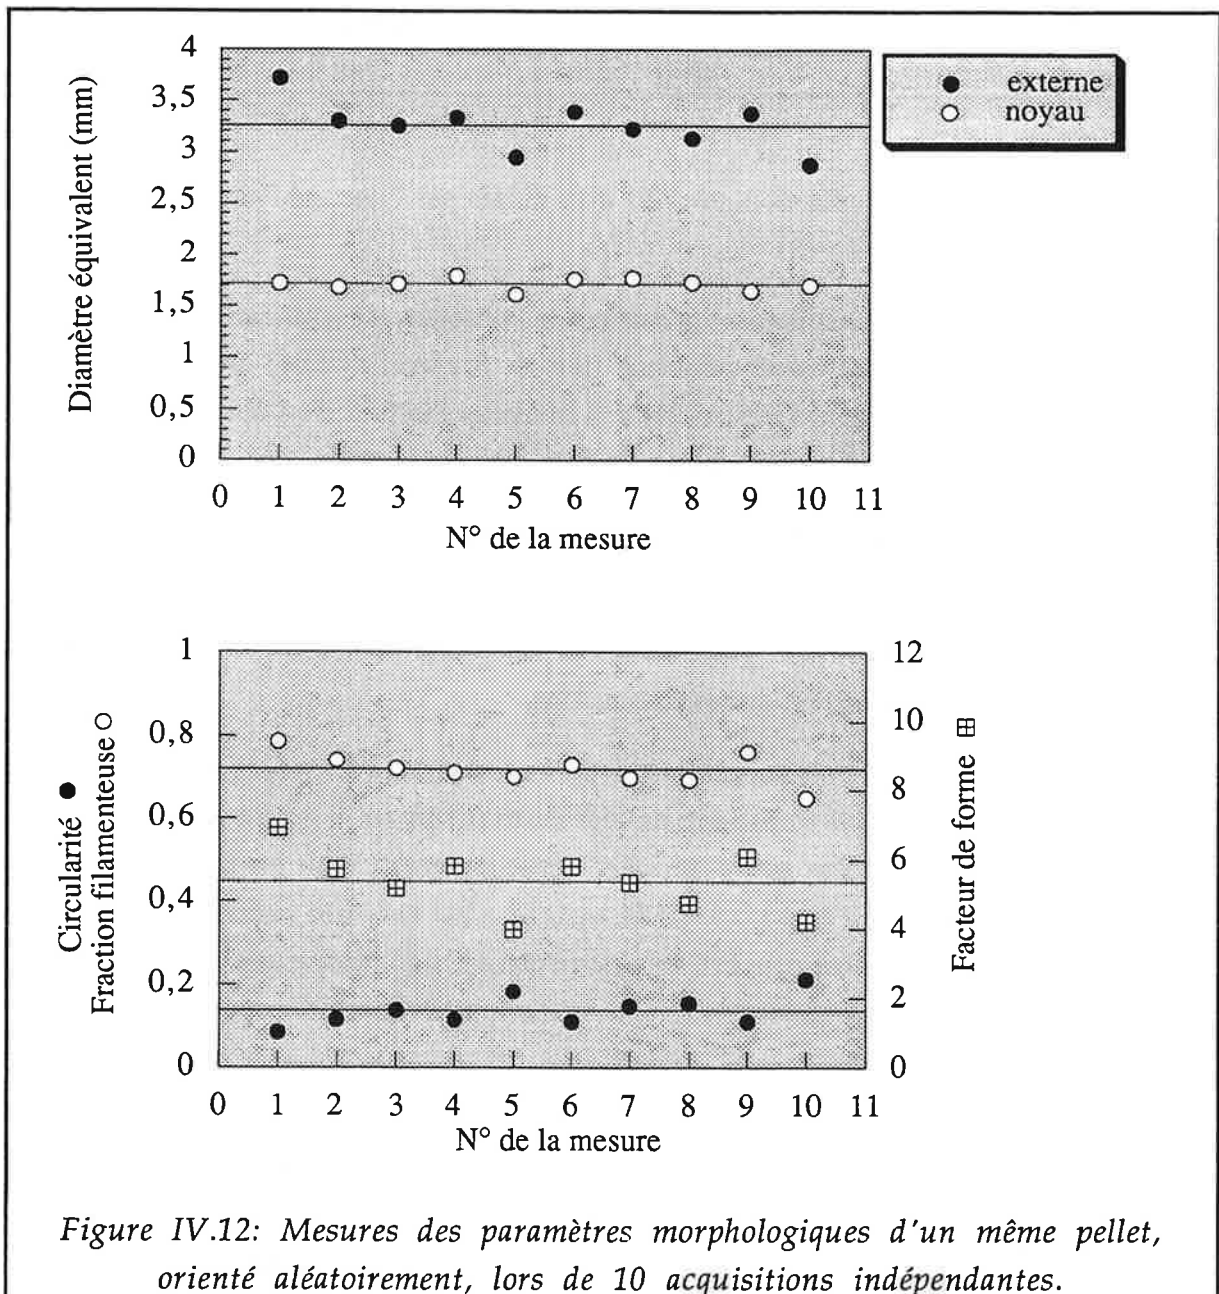 4
3,5
3
2,5
2
1,5
1
0,5
0
Diamètre équivalent (mm)
0 1 2 3 4 5 6 7 8 9 10 11
N° de la mesure
externe
noyau
1
0,8
0,6
0,4
0,2
0
Circularité
Fraction filamenteuse
12
10
8
6
4
2
0
Facteur de forme
0 1 2 3 4 5 6 7 8 9 10 11
N° de la mesure
Figure IV.12: Mesures des paramètres morphologiques d'un même pellet,
orienté aléatoirement, lors de 10 acquisitions indépendantes.